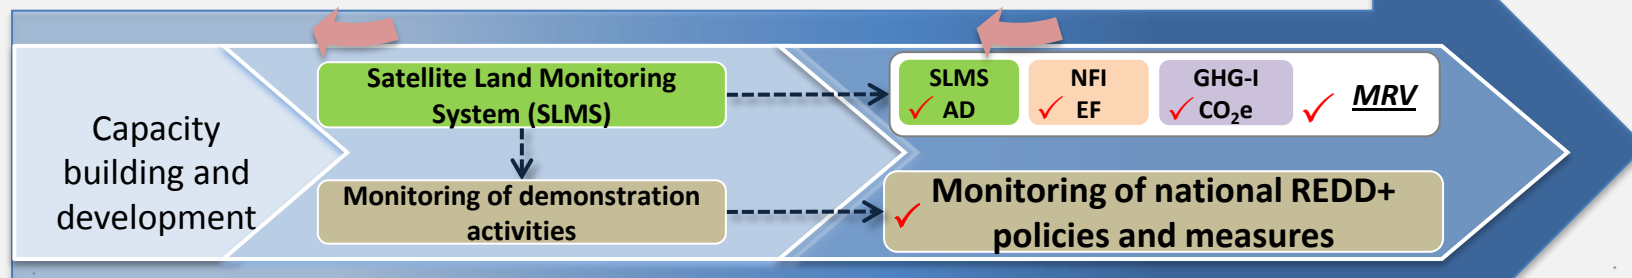 Capacity
building and
development
Satellite Land Monitoring
System (SLMS)
Monitoring of demonstration
activities
SLMS
✓ AD
NFI
✓ EF
GHG-I
✓ CO₂e
✓ MRV
✓ Monitoring of national REDD+
policies and measures